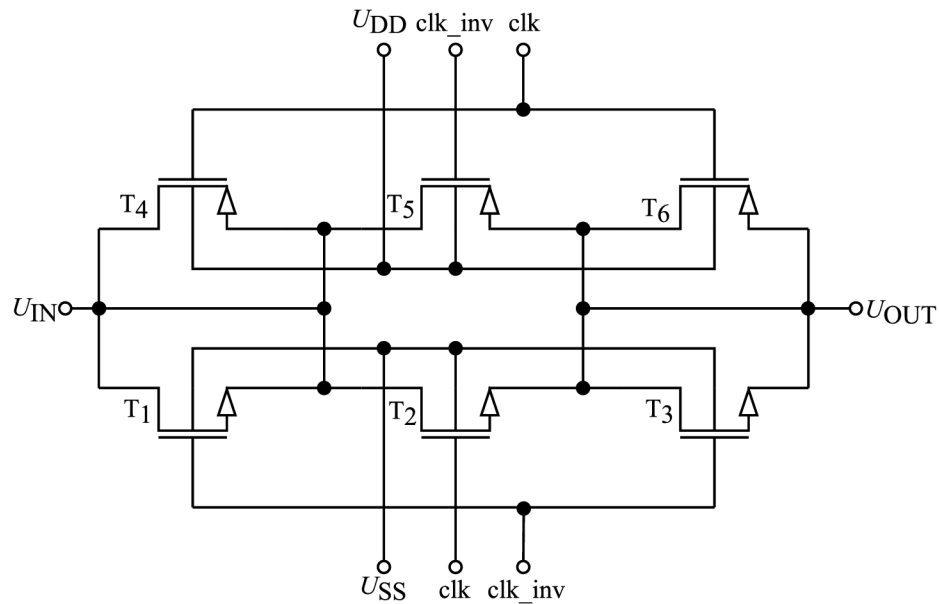 U_DD clk_inv clk
T4 T5 T6
U_IN U_OUT
T1 T2 T3
U_SS clk clk_inv